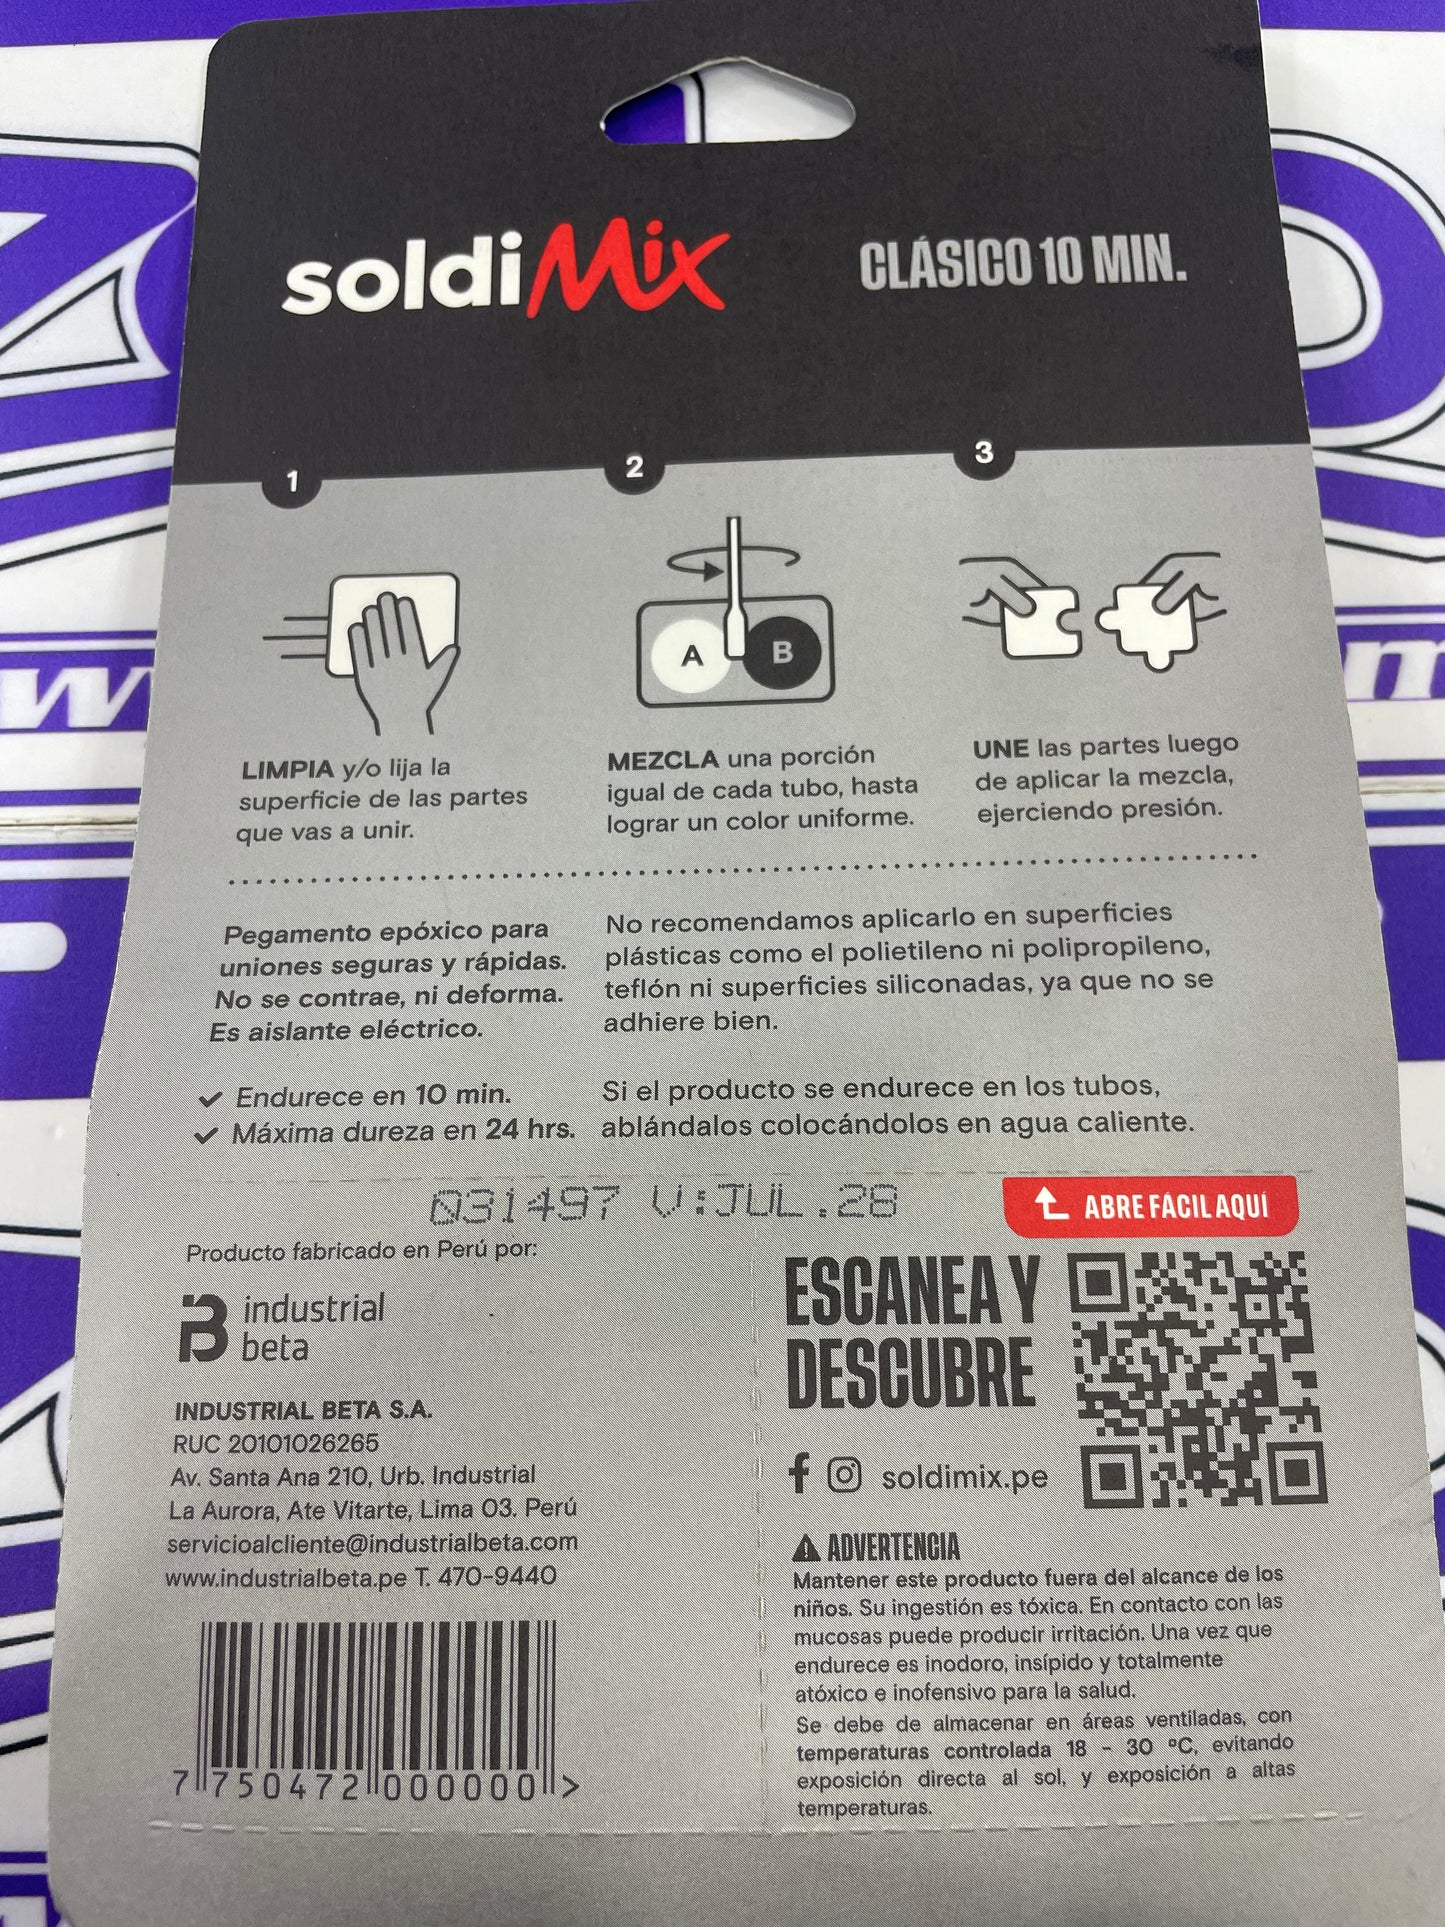 soldiMix
CLÁSICO 10 MIN.
1
2
3
A
B
LIMPIA y/o lija la
superficie de las partes
que vas a unir.
MEZCLA una porción
igual de cada tubo, hasta
lograr un color uniforme.
UNE las partes luego
de aplicar la mezcla,
ejerciendo presión.
Pegamento epóxico para
uniones seguras y rápidas.
No se contrae, ni deforma.
Es aislante eléctrico.
✓ Endurece en 10 min.
✓ Máxima dureza en 24 hrs.
No recomendamos aplicarlo en superficies
plásticas como el polietileno ni polipropileno,
teflón ni superficies siliconadas, ya que no se
adhiere bien.
Si el producto se endurece en los tubos,
ablándalos colocándolos en agua caliente.
031497 V:JUL.28
ABRE FÁCIL AQUÍ
Producto fabricado en Perú por:
industrial
beta
INDUSTRIAL BETA S.A.
RUC 20101026265
Av. Santa Ana 210, Urb. Industrial
La Aurora, Ate Vitarte, Lima 03. Perú
servicioalcliente@industrialbeta.com
www.industrialbeta.pe T. 470-9440
7 750472 000000 >
ESCANEA Y
DESCUBRE
soldimix.pe
ADVERTENCIA
Mantener este producto fuera del alcance de los
niños. Su ingestión es tóxica. En contacto con las
mucosas puede producir irritación. Una vez que
endurece es inodoro, insípido y totalmente
atóxico e inofensivo para la salud.
Se debe de almacenar en áreas ventiladas, con
temperaturas controlada 18 - 30 ºC, evitando
exposición directa al sol, y exposición a altas
temperaturas.